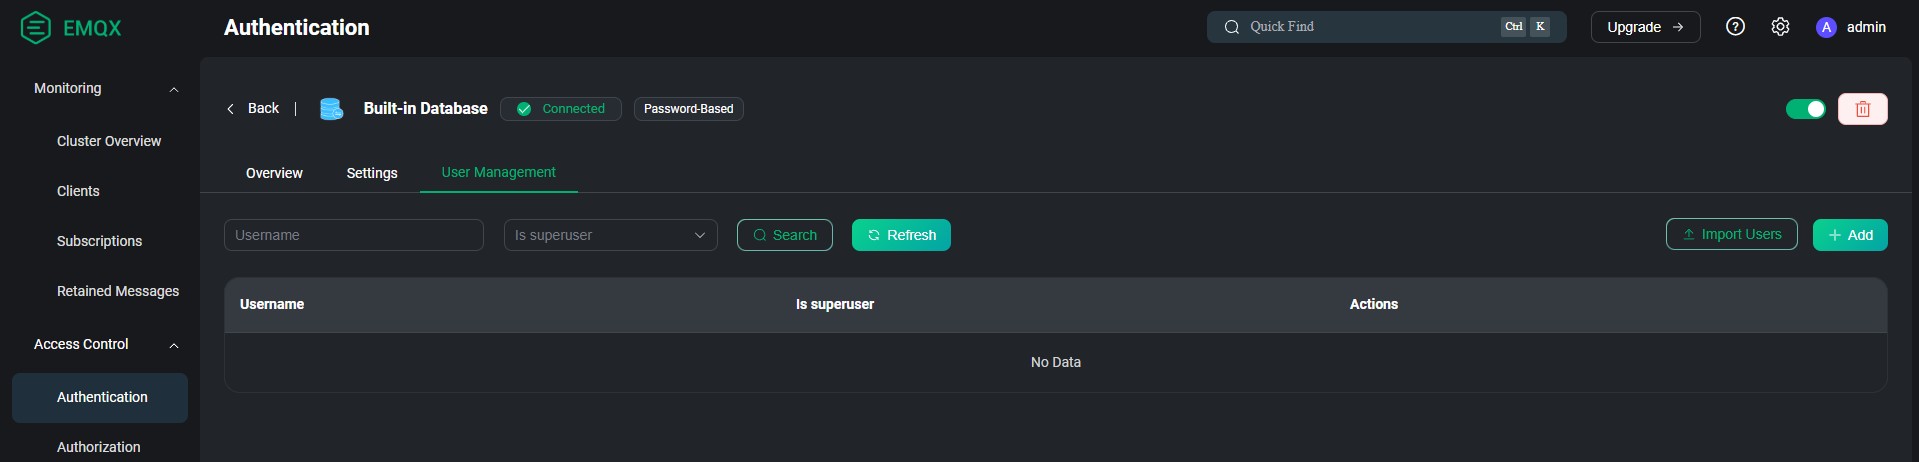 EMQX
Authentication
Quick Find
Ctrl K
Upgrade
A admin
Monitoring
Cluster Overview
Clients
Subscriptions
Retained Messages
Access Control
Authentication
Authorization
Back
Built-in Database
Connected
Password-Based
Overview
Settings
User Management
Username
Is superuser
Search
Refresh
Import Users
Add
Username
Is superuser
Actions
No Data